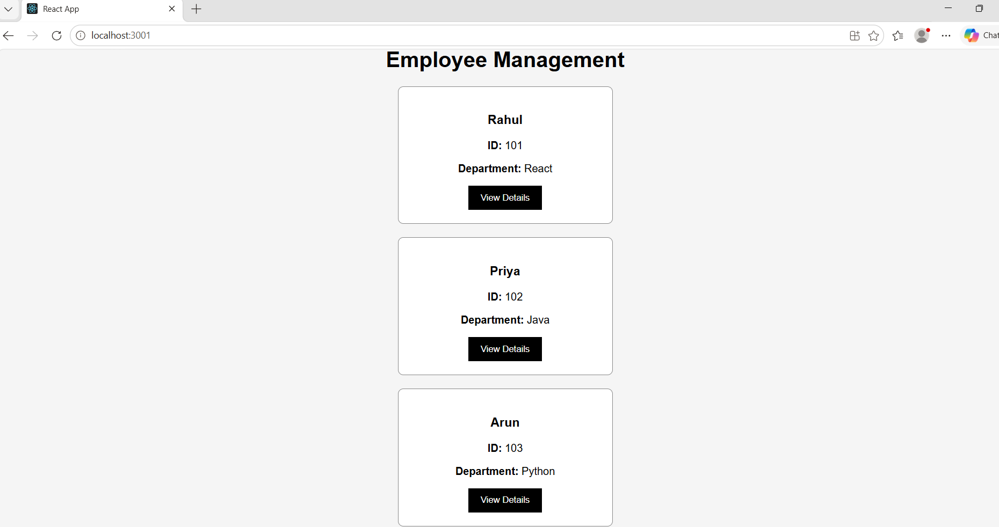 React App
localhost:3001
Chat
Employee Management
Rahul
ID: 101
Department: React
View Details
Priya
ID: 102
Department: Java
View Details
Arun
ID: 103
Department: Python
View Details